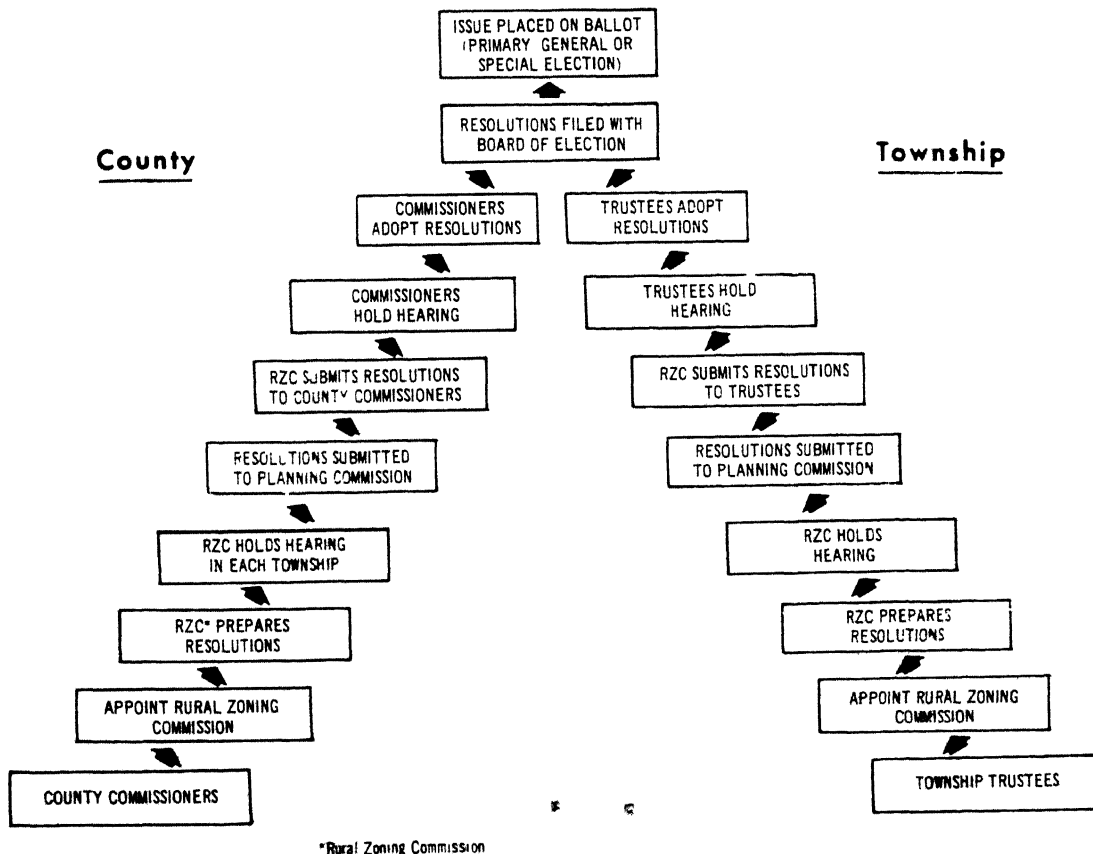 ISSUE PLACED ON BALLOT
(PRIMARY GENERAL OR
SPECIAL ELECTION)
RESOLUTIONS FILED WITH
BOARD OF ELECTION
County
Township
COMMISSIONERS
ADOPT RESOLUTIONS
TRUSTEES ADOPT
RESOLUTIONS
COMMISSIONERS
HOLD HEARING
TRUSTEES HOLD
HEARING
RZC SUBMITS RESOLUTIONS
TO COUNTY COMMISSIONERS
RZC SUBMITS RESOLUTIONS
TO TRUSTEES
RESOLUTIONS SUBMITTED
TO PLANNING COMMISSION
RESOLUTIONS SUBMITTED
TO PLANNING COMMISSION
RZC HOLDS HEARING
IN EACH TOWNSHIP
RZC HOLDS
HEARING
RZC* PREPARES
RESOLUTIONS
RZC PREPARES
RESOLUTIONS
APPOINT RURAL ZONING
COMMISSION
APPOINT RURAL ZONING
COMMISSION
COUNTY COMMISSIONERS
TOWNSHIP TRUSTEES
*Rural Zoning Commission